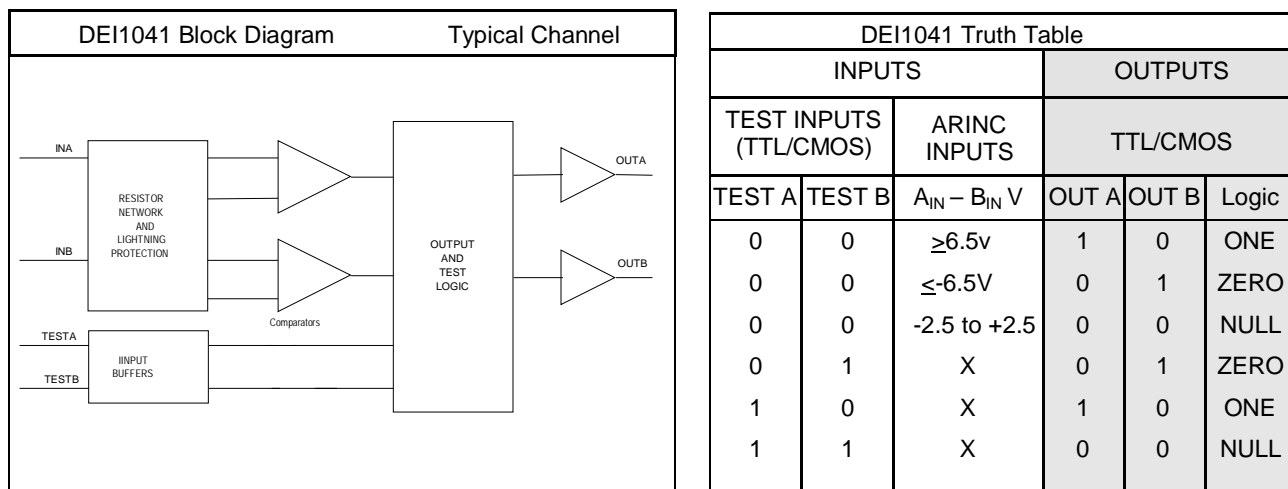 DEI1041 Block Diagram Typical Channel
INA
INB
TESTA
TESTB
RESISTOR
NETWORK
AND
LIGHTNING
PROTECTION
IINPUT
BUFFERS
Comparators
OUTPUT
AND
TEST
LOGIC
OUTA
OUTB
DEI1041 Truth Table
INPUTS OUTPUTS
TEST INPUTS
(TTL/CMOS)
ARINC
INPUTS
TTL/CMOS
TEST A TEST B AIN – BIN V OUT A OUT B Logic
0 0 ≥6.5v 1 0 ONE
0 0 ≤-6.5V 0 1 ZERO
0 0 -2.5 to +2.5 0 0 NULL
0 1 X 0 1 ZERO
1 0 X 1 0 ONE
1 1 X 0 0 NULL